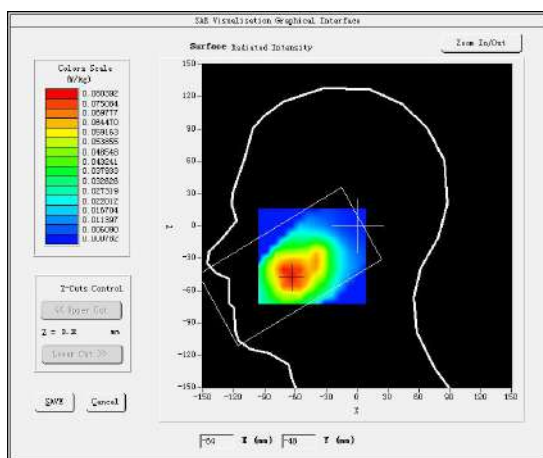 SAR Visualisation Graphical Interface
Surface Radiated Intensity
Zoom In/Out
Colors Scale
(W/Kg)
0.080392
0.075084
0.069777
0.064470
0.059163
0.053855
0.048548
0.043241
0.037933
0.032626
0.027319
0.022012
0.016704
0.011397
0.006090
0.000782
150
120
90
60
30
0
-30
-60
-90
-120
-150
Z
-150 -120 -90 -60 -30 0 30 60 90 120 150
X
Z-Cuts Control
<< Upper Cut
Z = mm
Lower Cut >>
SAVE Cancel
-64 X (mm) -48 Y (mm)